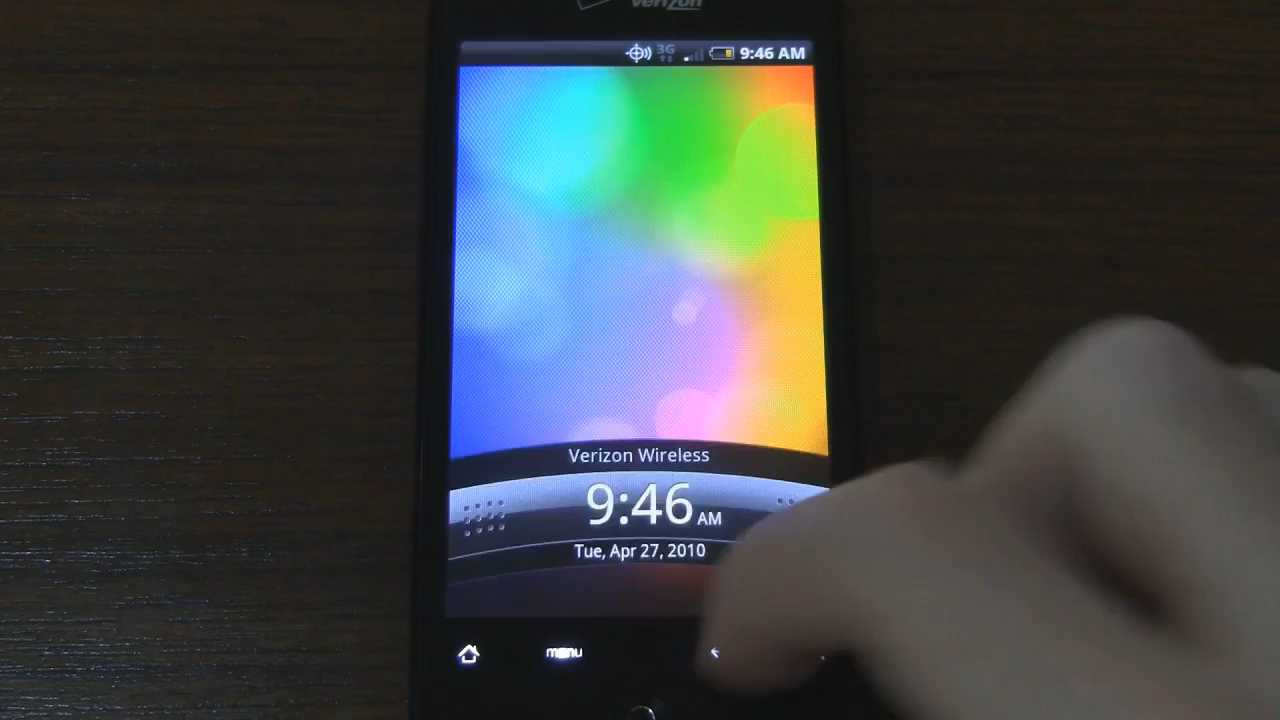 verizon
3G 9:46 AM
Verizon Wireless
9:46 AM
Tue, Apr 27, 2010
menu